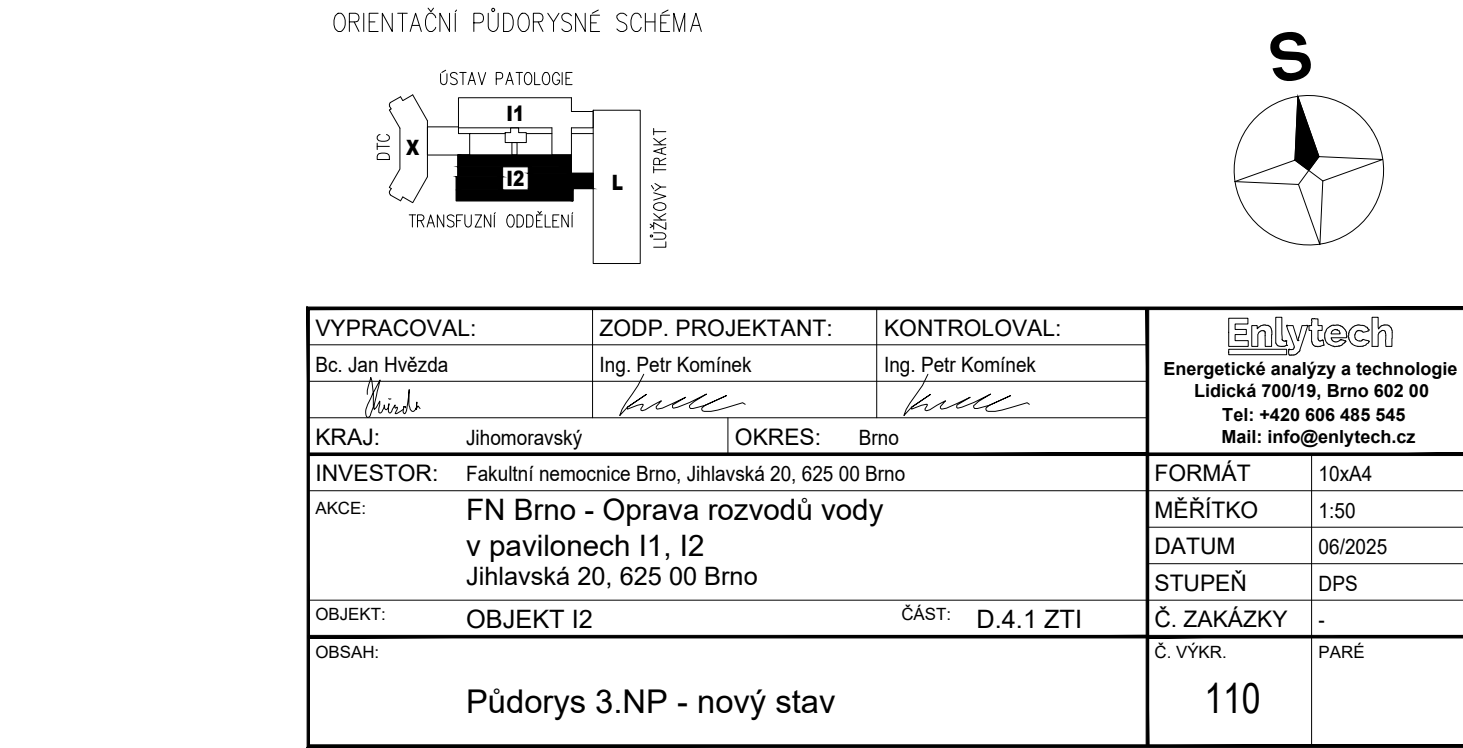 ORIENTAČNÍ PŮDORYSNÉ SCHÉMA
S
ÚSTAV PATOLOGIE
I1
DTC
X
I2
L
LŮŽKOVÝ TRAKT
TRANSFUZNÍ ODDĚLENÍ
VYPRACOVAL: ZODP. PROJEKTANT: KONTROLOVAL:
Bc. Jan Hvězda Ing. Petr Komínek Ing. Petr Komínek
KRAJ: Jihomoravský OKRES: Brno
Enlytech
Energetické analýzy a technologie
Lidická 700/19, Brno 602 00
Tel: +420 606 485 545
Mail: info@enlytech.cz
INVESTOR: Fakultní nemocnice Brno, Jihlavská 20, 625 00 Brno
FORMÁT 10xA4
AKCE: FN Brno - Oprava rozvodů vody
v pavilonech I1, I2
Jihlavská 20, 625 00 Brno
MĚŘÍTKO 1:50
DATUM 06/2025
STUPEŇ DPS
OBJEKT: OBJEKT I2 ČÁST: D.4.1 ZTI
Č. ZAKÁZKY -
OBSAH:
Půdorys 3.NP - nový stav
Č. VÝKR. PARÉ
110